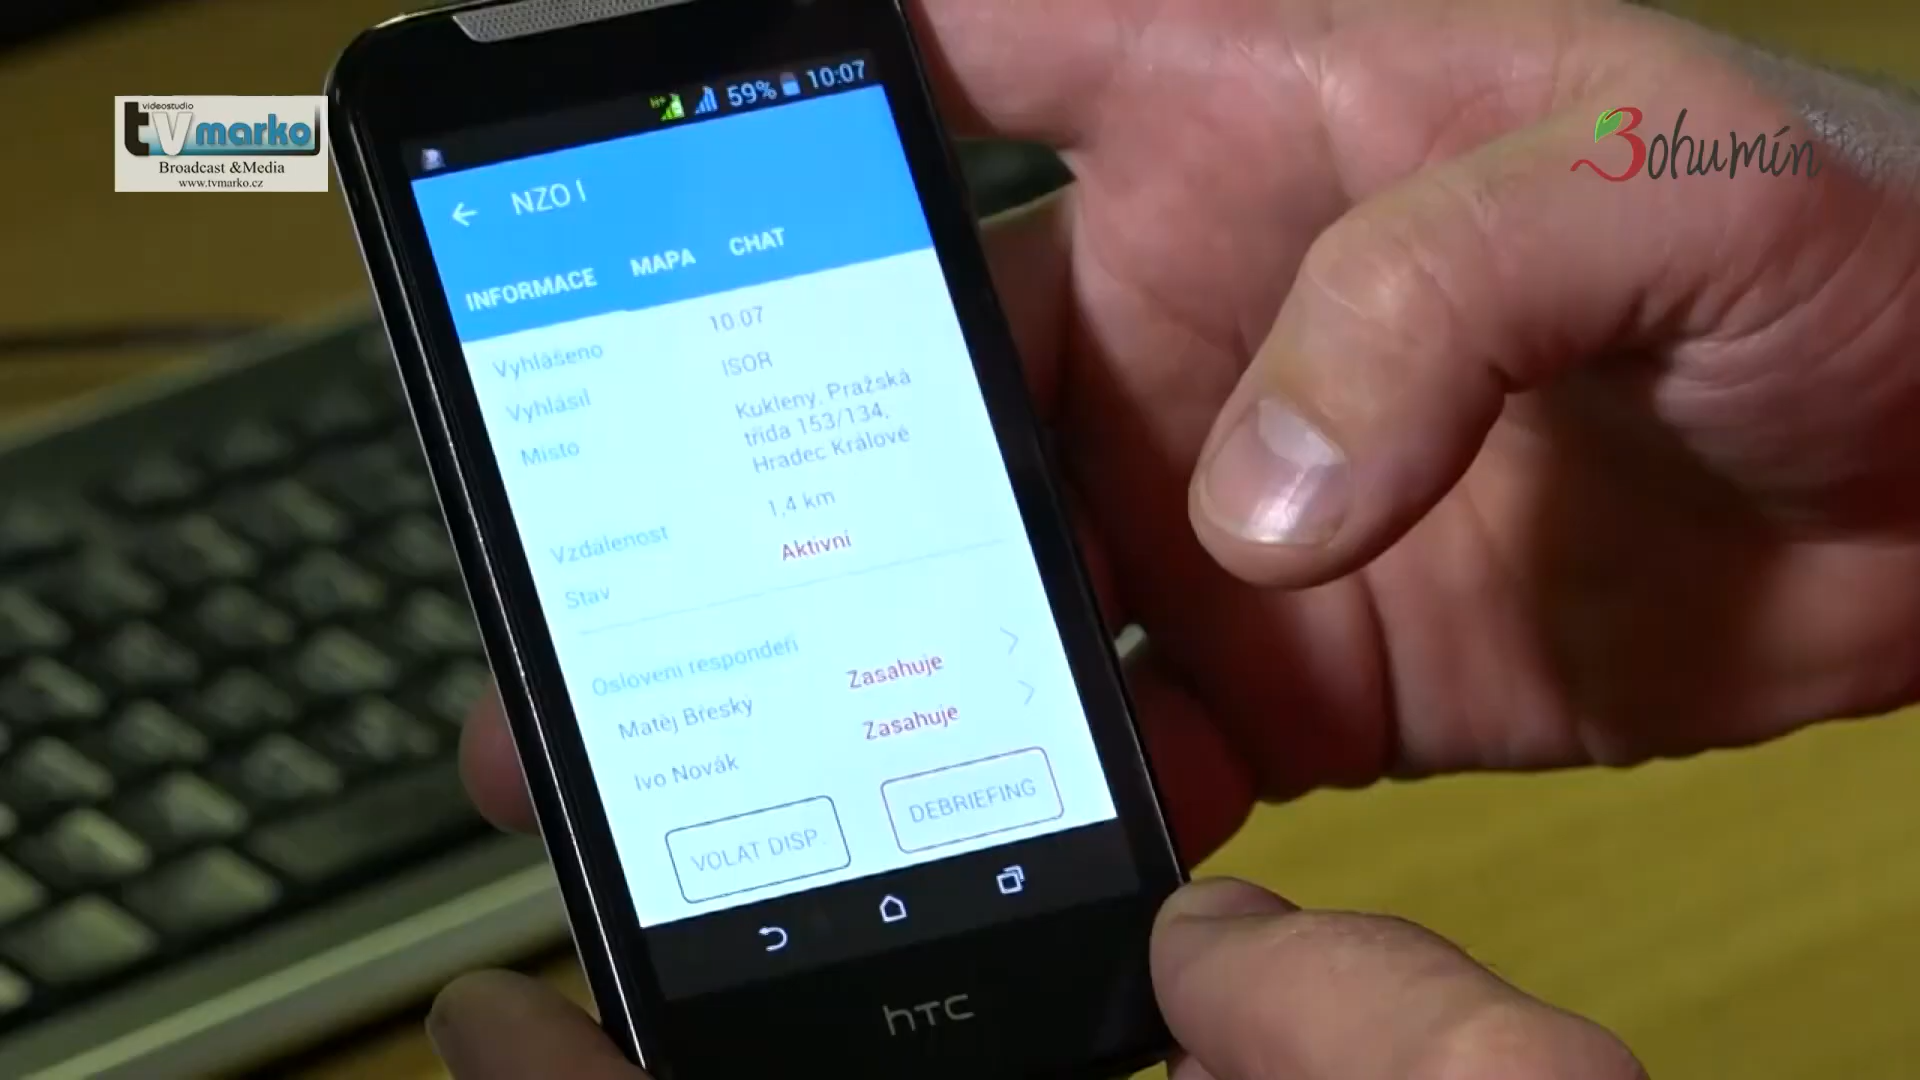 videostudio
tvmarko
Broadcast &Media
www.tvmarko.cz
Bohumín
59% 10:07
NZO I
INFORMACE MAPA CHAT
Vyhlášeno 10:07
Vyhlásil ISOR
Místo Kukleny, Pražská
třída 153/134,
Hradec Králové
Vzdálenost 1,4 km
Stav Aktivní
Oslovení respondeři
Matěj Břesky Zasahuje
Ivo Novák Zasahuje
VOLAT DISP. DEBRIEFING
hTC